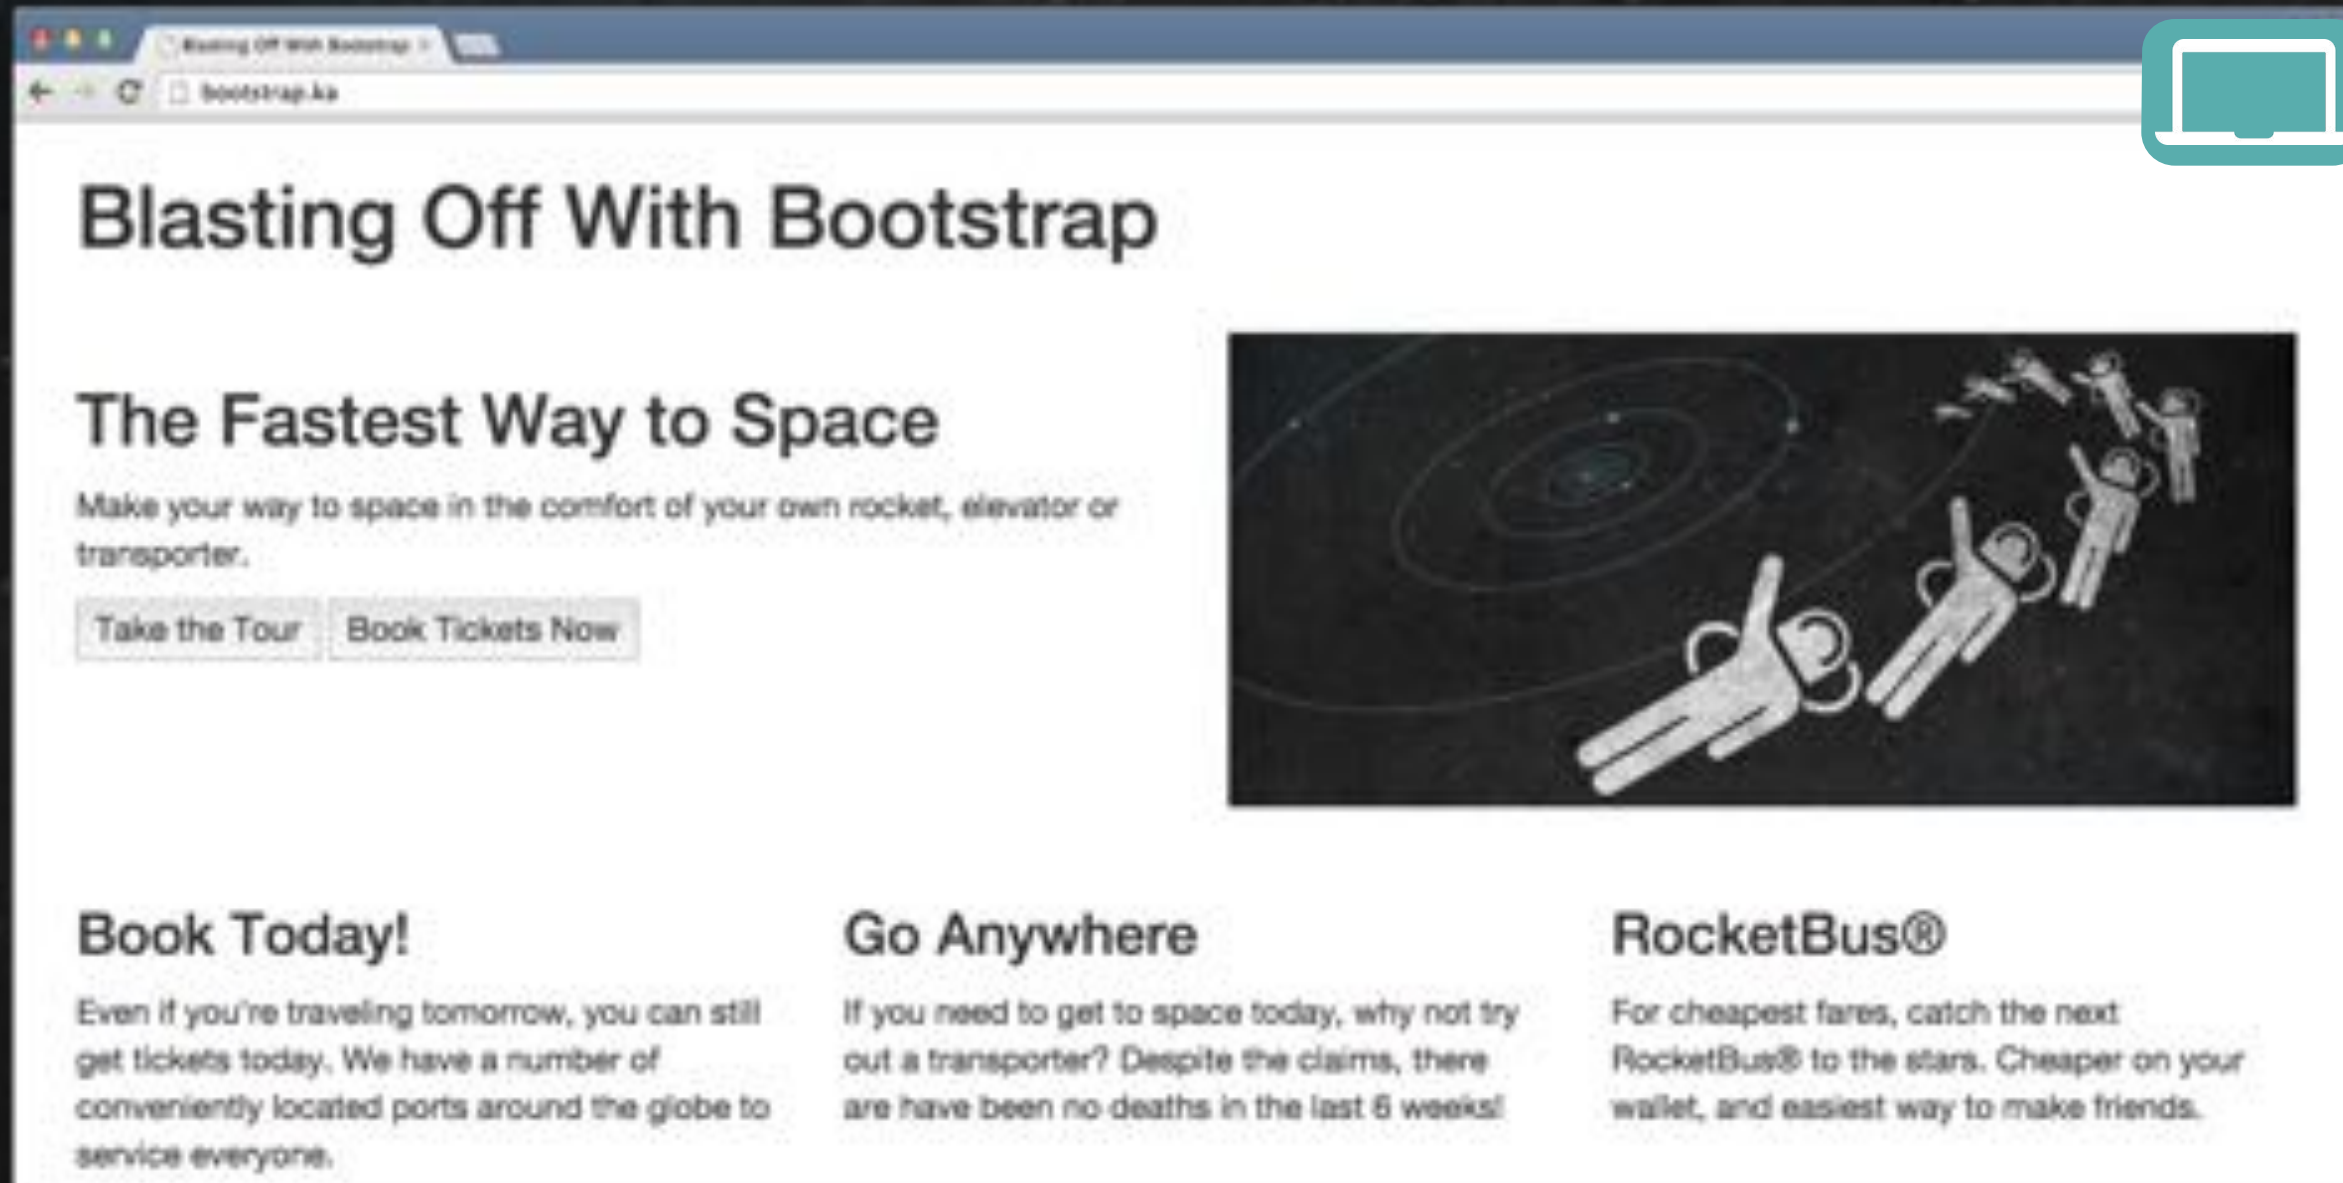 Blasting Off With Bootstrap
bootstrap.ka
Blasting Off With Bootstrap
The Fastest Way to Space
Make your way to space in the comfort of your own rocket, elevator or
transporter.
Take the Tour
Book Tickets Now
Book Today!
Even if you're traveling tomorrow, you can still
get tickets today. We have a number of
conveniently located ports around the globe to
service everyone.
Go Anywhere
If you need to get to space today, why not try
out a transporter? Despite the claims, there
are have been no deaths in the last 6 weeks!
RocketBus®
For cheapest fares, catch the next
RocketBus® to the stars. Cheaper on your
wallet, and easiest way to make friends.